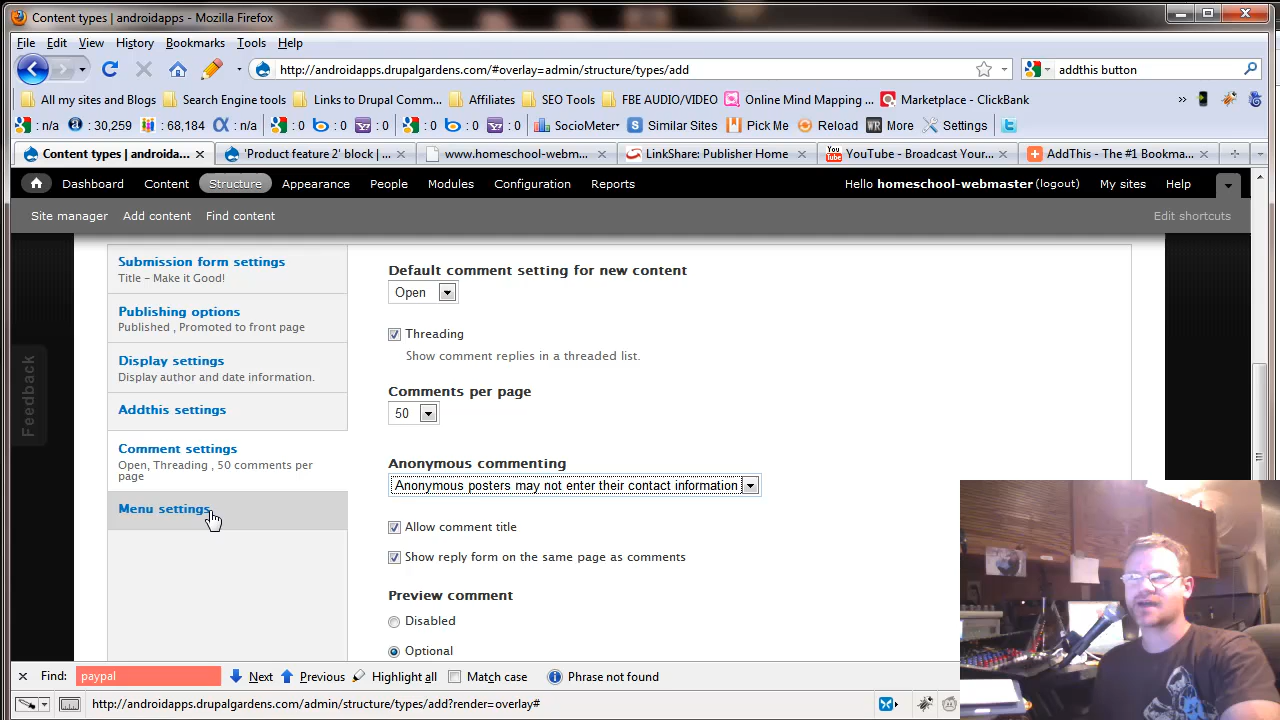 Content types | androidapps - Mozilla Firefox
File Edit View History Bookmarks Tools Help
http://androidapps.drupalgardens.com/#overlay=admin/structure/types/add addthis button
All my sites and Blogs Search Engine tools Links to Drupal Comm... Affiliates SEO Tools FBE AUDIO/VIDEO Online Mind Mapping ... Marketplace - ClickBank »
: n/a : 30,259 : 68,184 : n/a : 0 : 0 : 0 : 0 : 0 : 0 SocioMeter Similar Sites Pick Me Reload More Settings
Content types | androida... 'Product feature 2' block | ... www.homeschool-webm... LinkShare: Publisher Home YouTube - Broadcast Your... AddThis - The #1 Bookma...
Dashboard Content Structure Appearance People Modules Configuration Reports Hello homeschool-webmaster (logout) My sites Help
Site manager Add content Find content Edit shortcuts
Submission form settings
Title - Make it Good!
Publishing options
Published , Promoted to front page
Display settings
Display author and date information.
Addthis settings
Comment settings
Open, Threading , 50 comments per
page
Menu settings
Default comment setting for new content
Open
Threading
Show comment replies in a threaded list.
Comments per page
50
Anonymous commenting
Anonymous posters may not enter their contact information
Allow comment title
Show reply form on the same page as comments
Preview comment
Disabled
Optional
Feedback
Find: paypal Next Previous Highlight all Match case Phrase not found
http://androidapps.drupalgardens.com/admin/structure/types/add?render=overlay#